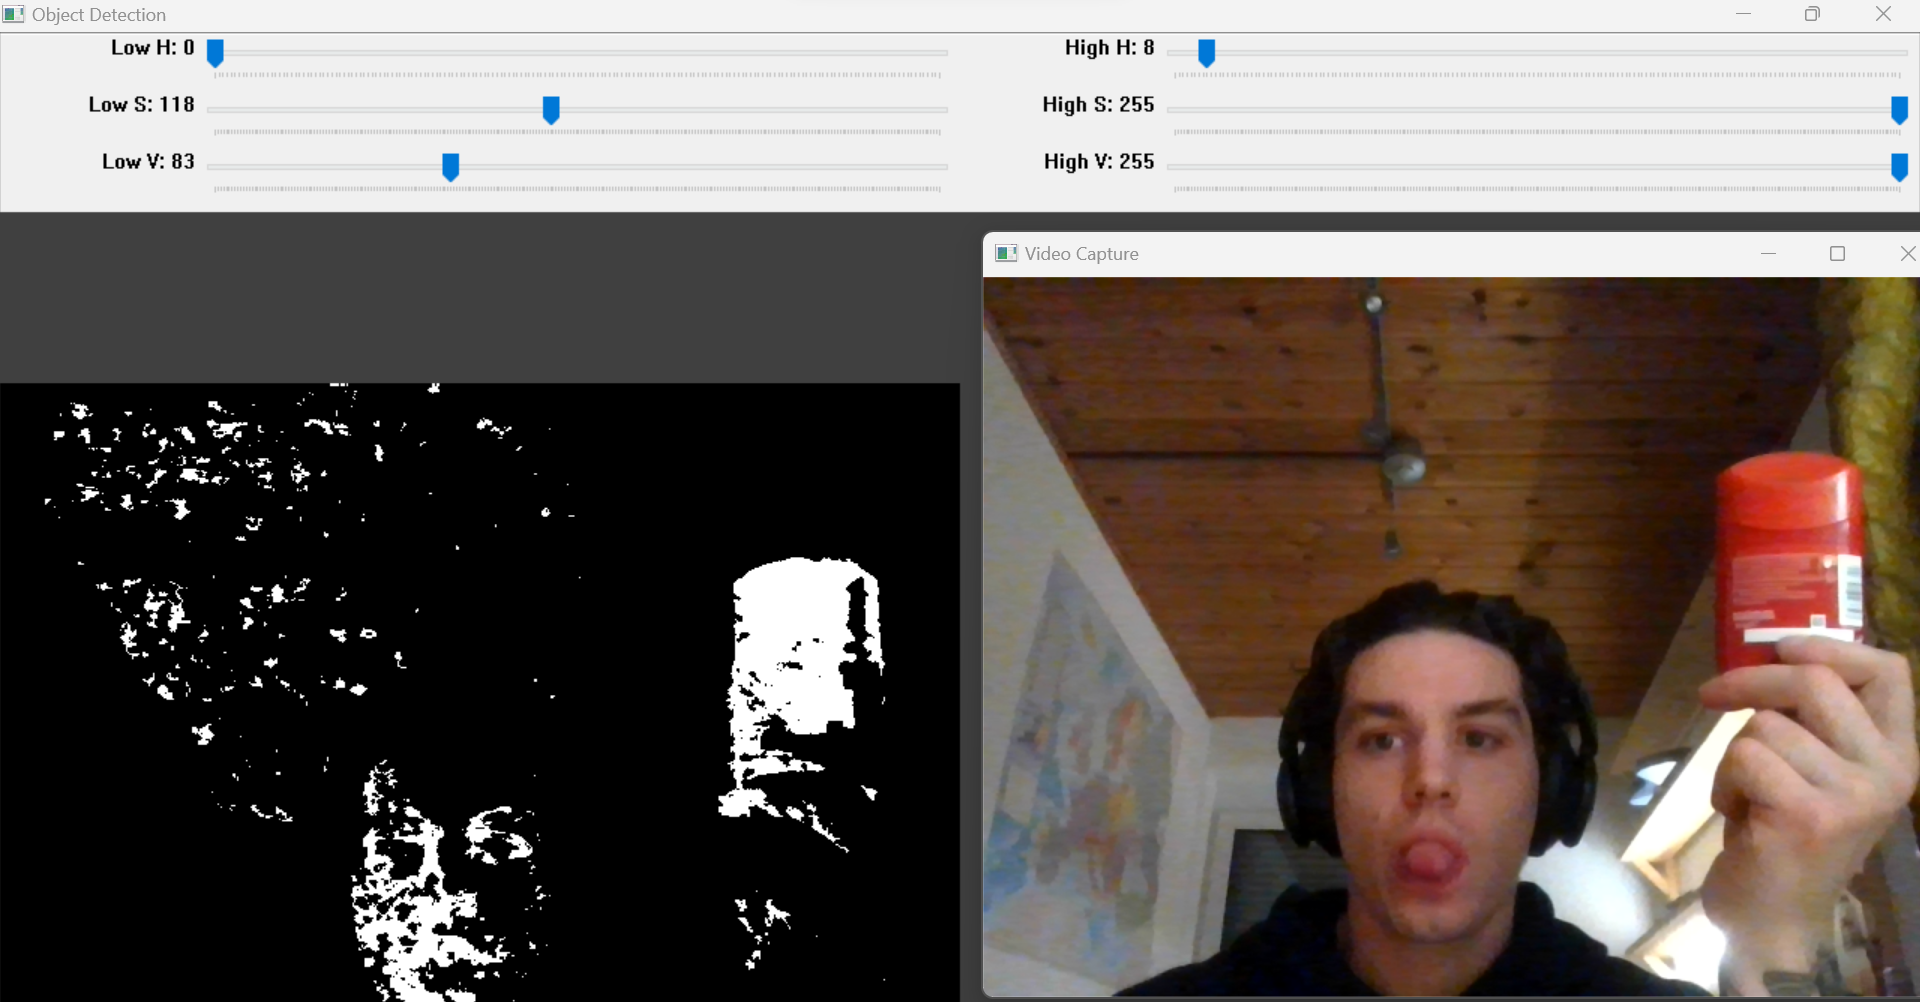 Object Detection
Low H: 0
High H: 8
Low S: 118
High S: 255
Low V: 83
High V: 255
Video Capture